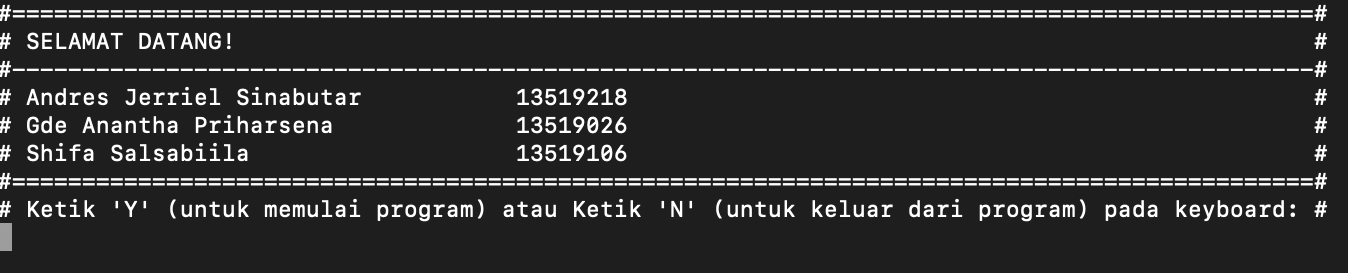 #=============================================================================================#
# SELAMAT DATANG!                                                                             #
#---------------------------------------------------------------------------------------------#
# Andres Jerriel Sinabutar           13519218                                                 #
# Gde Anantha Priharsena             13519026                                                 #
# Shifa Salsabiila                   13519106                                                 #
#=============================================================================================#
# Ketik 'Y' (untuk memulai program) atau Ketik 'N' (untuk keluar dari program) pada keyboard: #